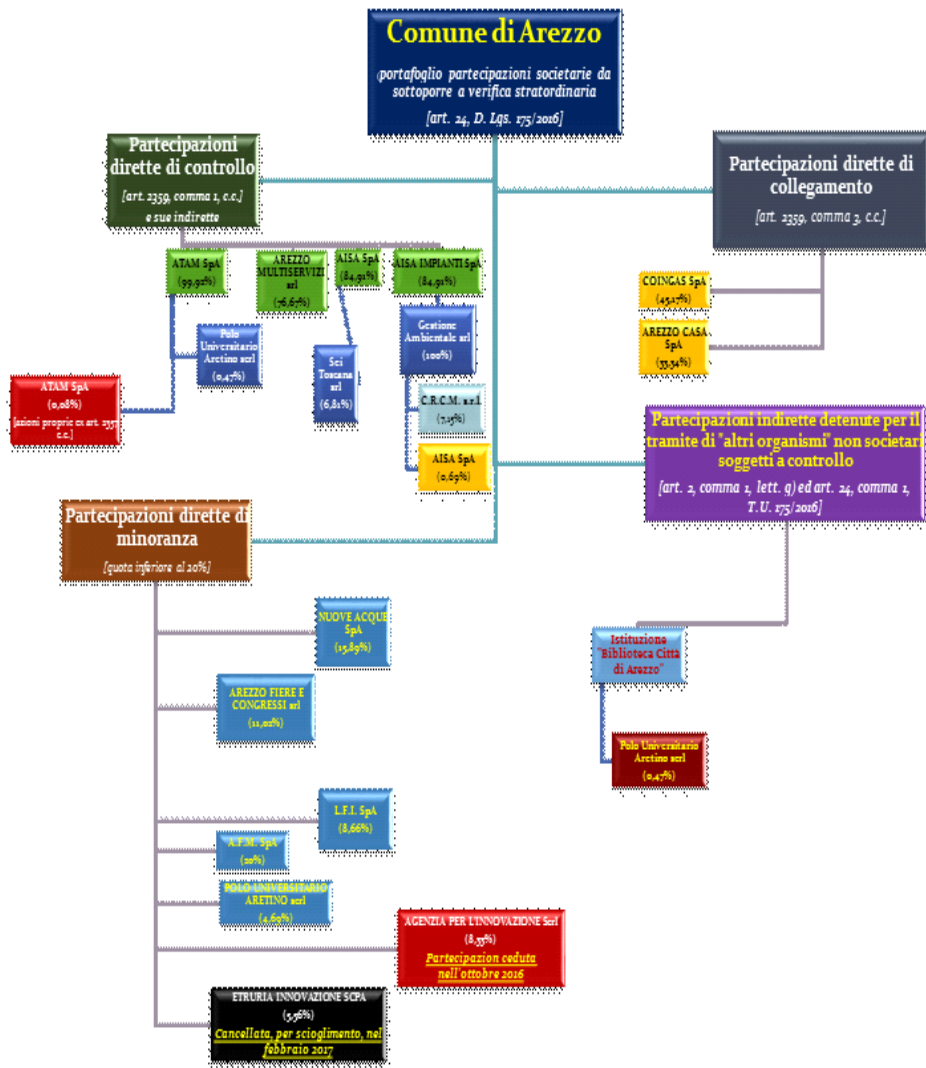 Comune di Arezzo
(portafoglio partecipazioni societarie da
sottoporre a verifica stratordinaria
[art. 24, D. Lgs. 175/2016]
Partecipazioni
dirette di controllo
[art. 2359, comma 1, c.c.]
e sue indirette
Partecipazioni dirette di
collegamento
[art. 2359, comma 3, c.c.]
ATAM SpA
(99,92%)
AREZZO
MULTISERVIZI
srl
(76,67%)
AISA SpA
(84,91%)
AISA IMPIANTI SpA
(84,91%)
COINGAS SpA
(45,17%)
AREZZO CASA
SpA
(33,34%)
Polo
Universitario
Aretino scrl
(0,47%)
Sei
Toscana
srl
(6,81%)
Gestione
Ambientale srl
(100%)
ATAM SpA
(0,08%)
[azioni proprie ex art. 2357
c.c.]
C.R.C.M. s.r.l.
(7,15%)
AISA SpA
(0,69%)
Partecipazioni indirette detenute per il
tramite di "altri organismi" non societari
soggetti a controllo
[art. 2, comma 1, lett. g) ed art. 24, comma 1,
T.U. 175/2016]
Partecipazioni dirette di
minoranza
[quota inferiore al 20%]
NUOVE ACQUE
SpA
(15,89%)
Istituzione
"Biblioteca Città
di Arezzo"
AREZZO FIERE E
CONGRESSI srl
(11,02%)
Polo Universitario
Aretino scrl
(0,47%)
L.F.I. SpA
(8,66%)
A.F.M. SpA
(20%)
POLO UNIVERSITARIO
ARETINO scrl
(4,69%)
AGENZIA PER L'INNOVAZIONE Scrl
(8,33%)
Partecipazion ceduta
nell'ottobre 2016
ETRURIA INNOVAZIONE SCPA
(5,56%)
Cancellata, per scioglimento, nel
febbraio 2017